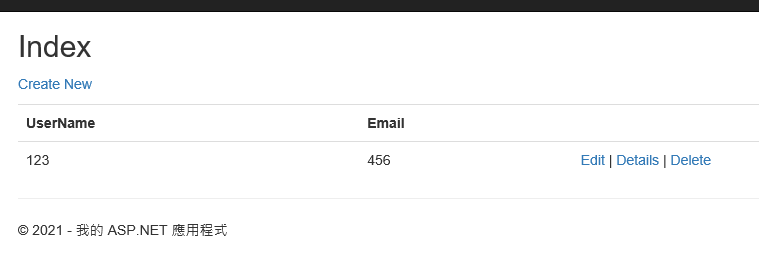 Index
Create New
UserName Email
123 456 Edit | Details | Delete
© 2021 - 我的 ASP.NET 應用程式